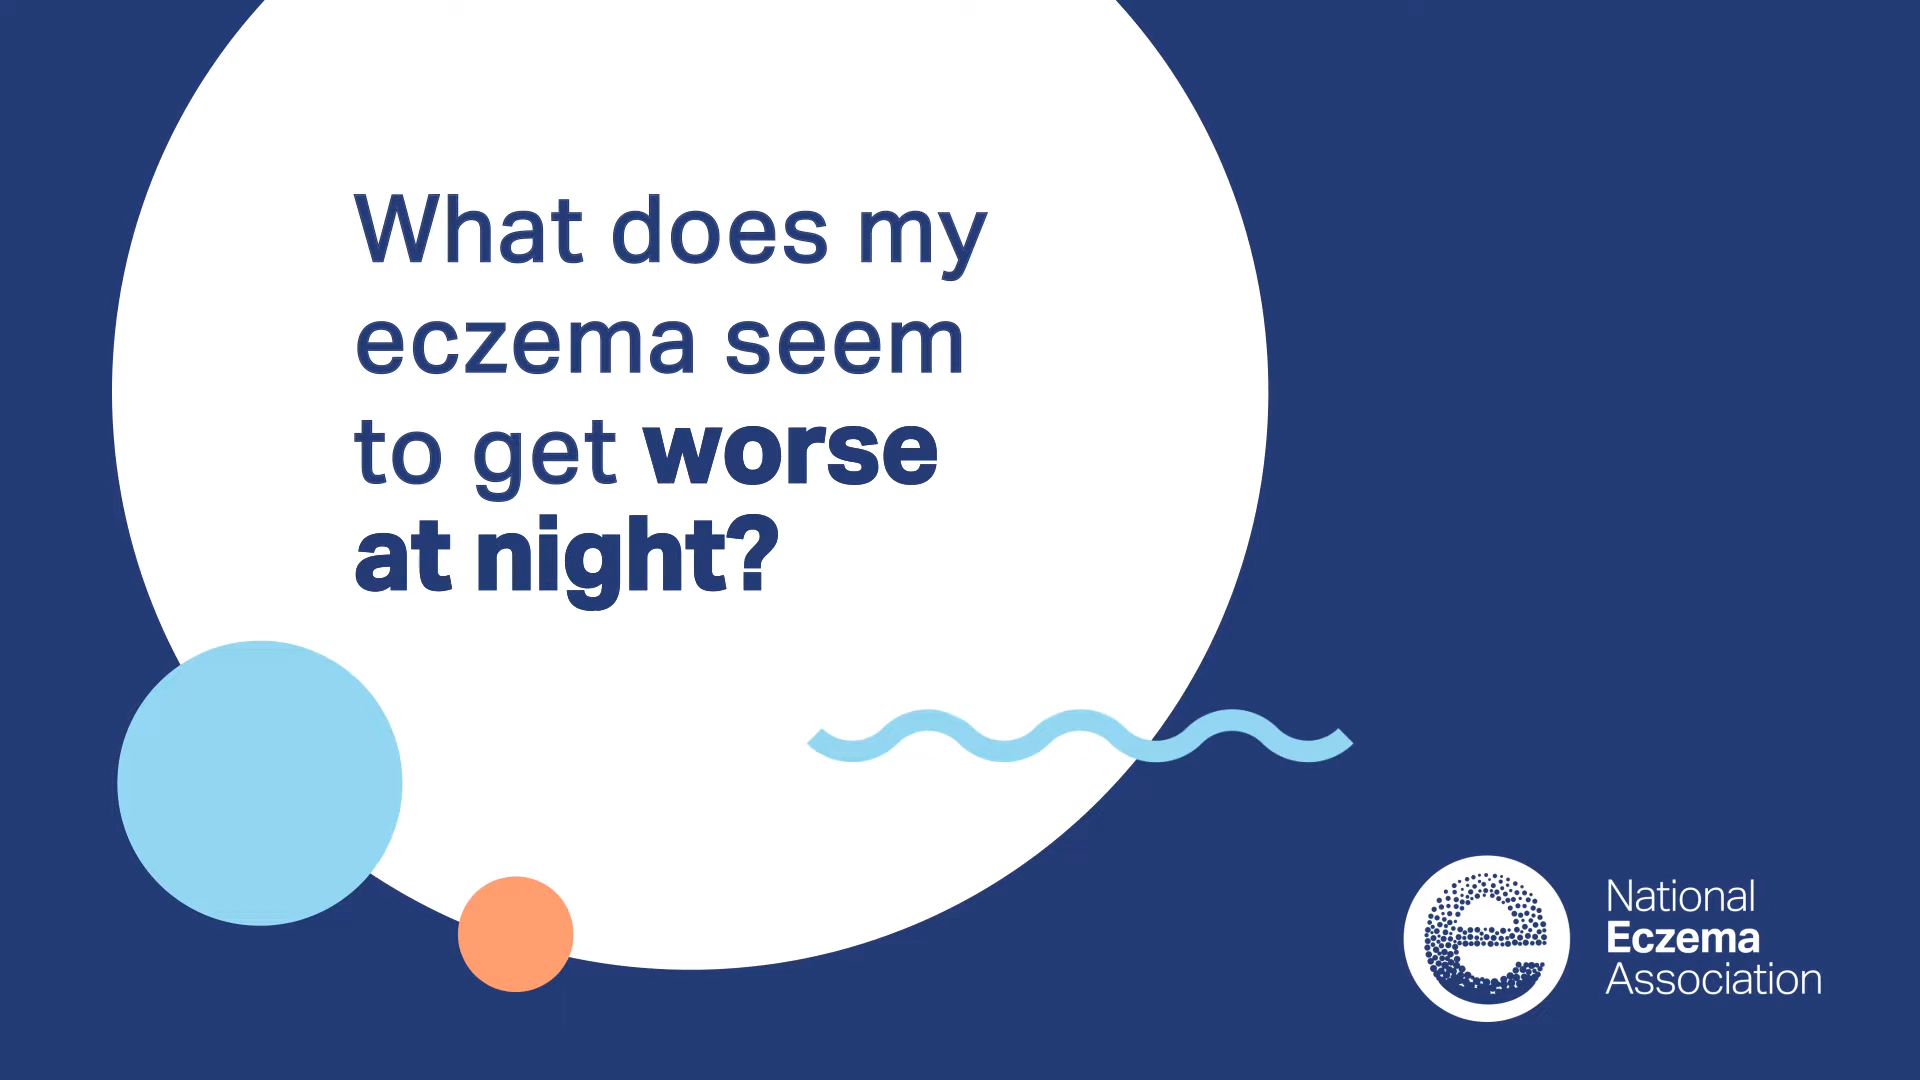 What does my
eczema seem
to get worse
at night?
National
Eczema
Association